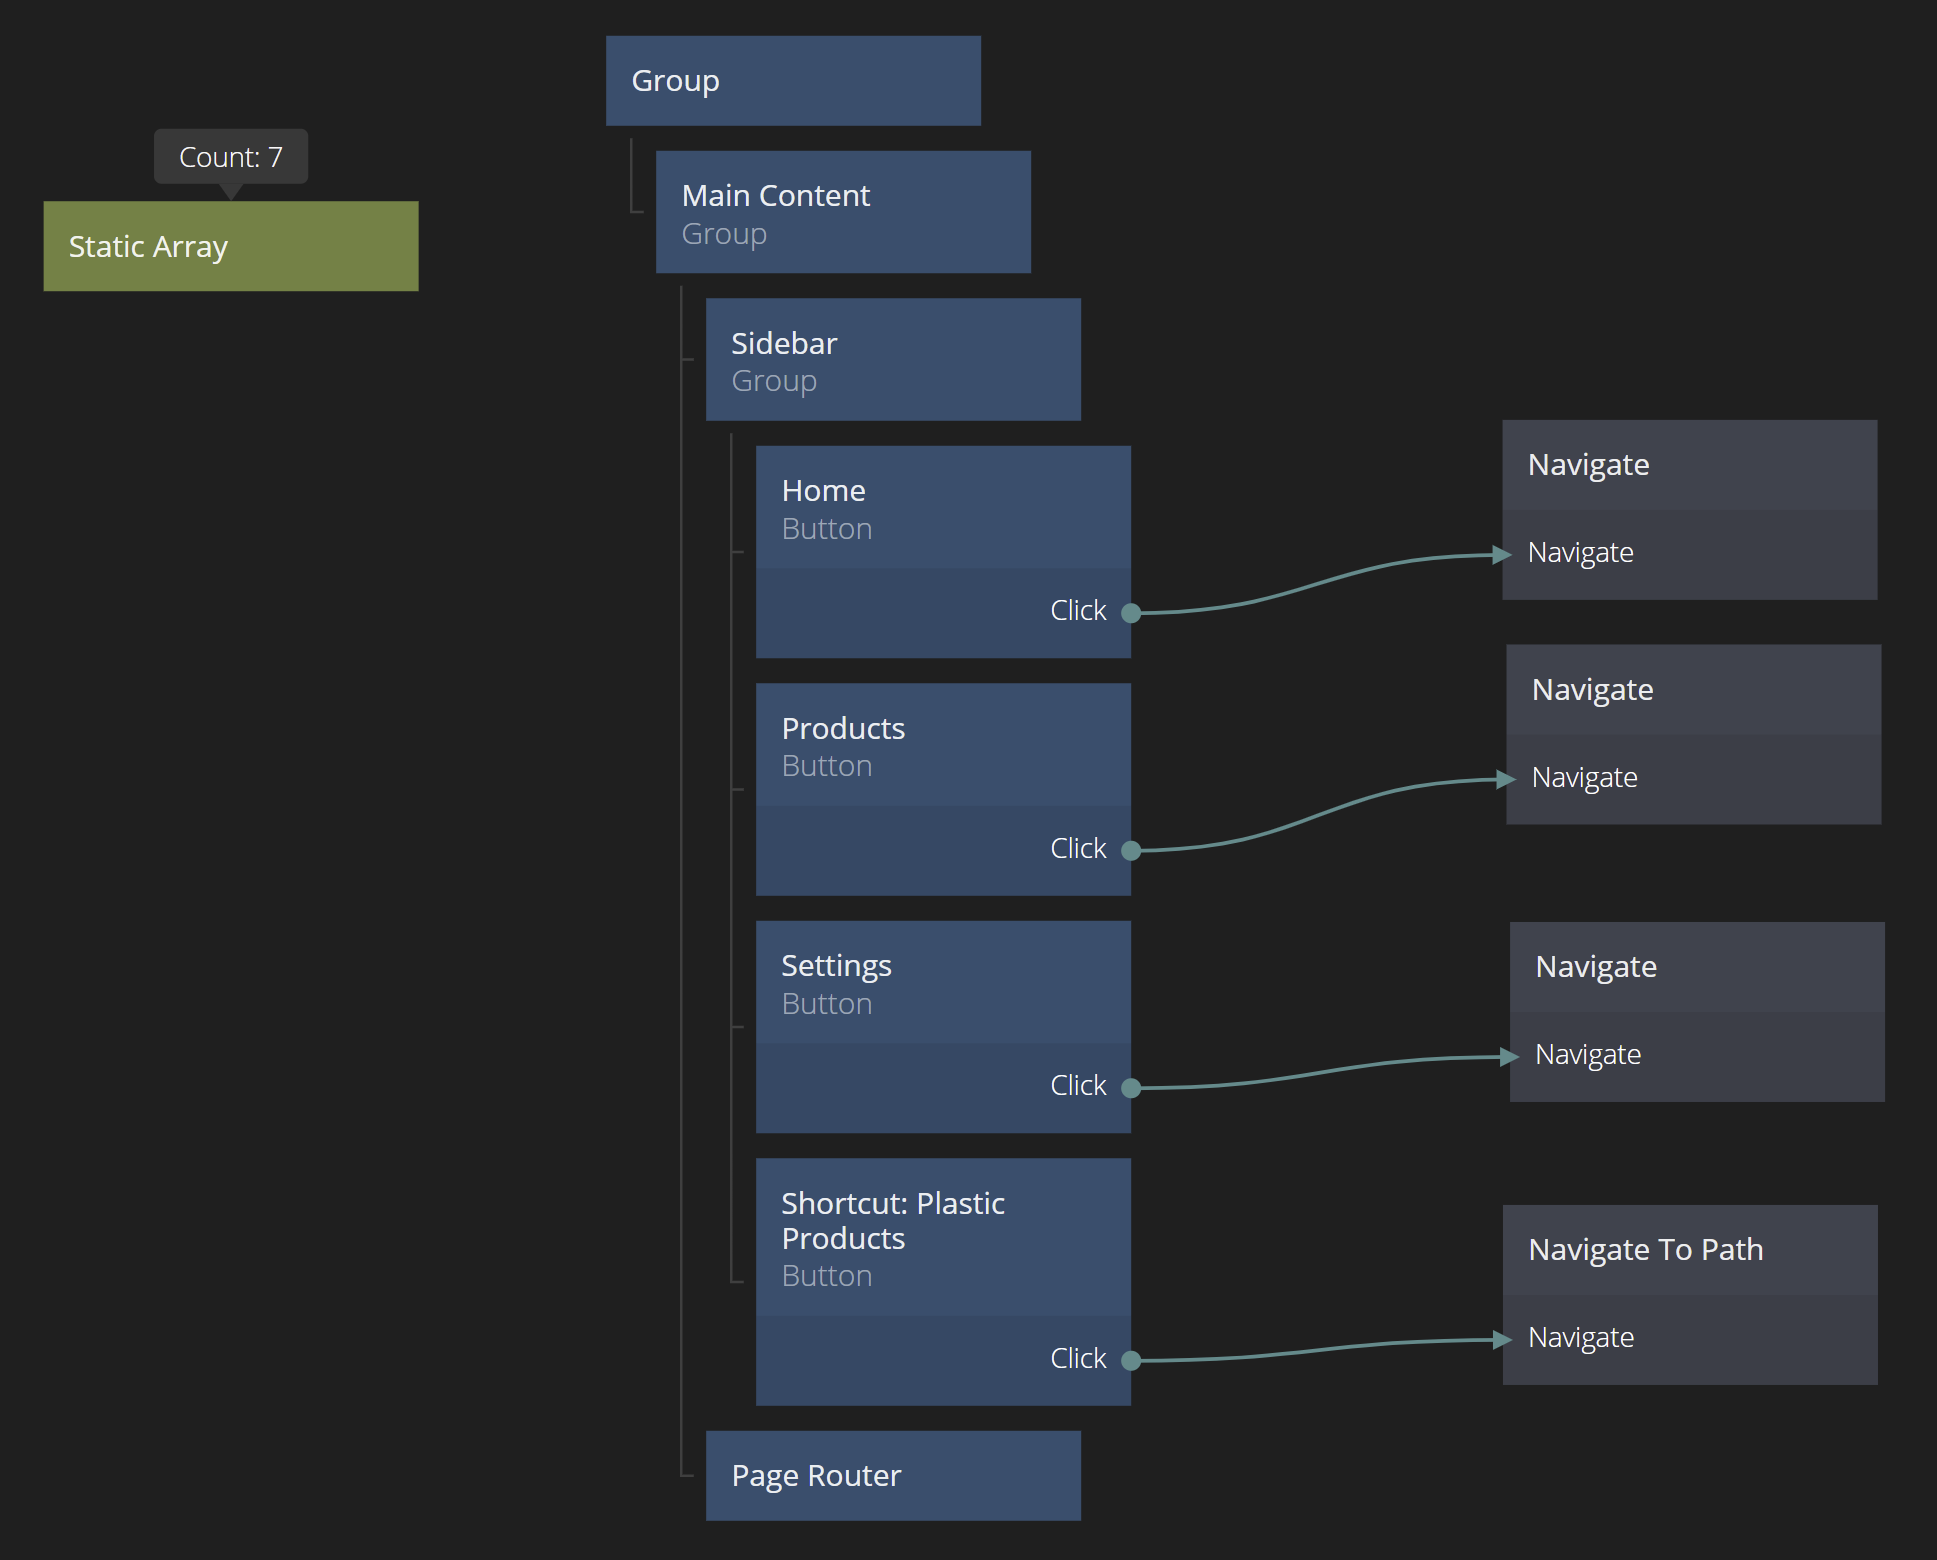 Group
Count: 7
Static Array
Main Content
Group
Sidebar
Group
Home
Button
Click
Navigate
Navigate
Products
Button
Click
Navigate
Navigate
Settings
Button
Click
Navigate
Navigate
Shortcut: Plastic
Products
Button
Click
Navigate To Path
Navigate
Page Router